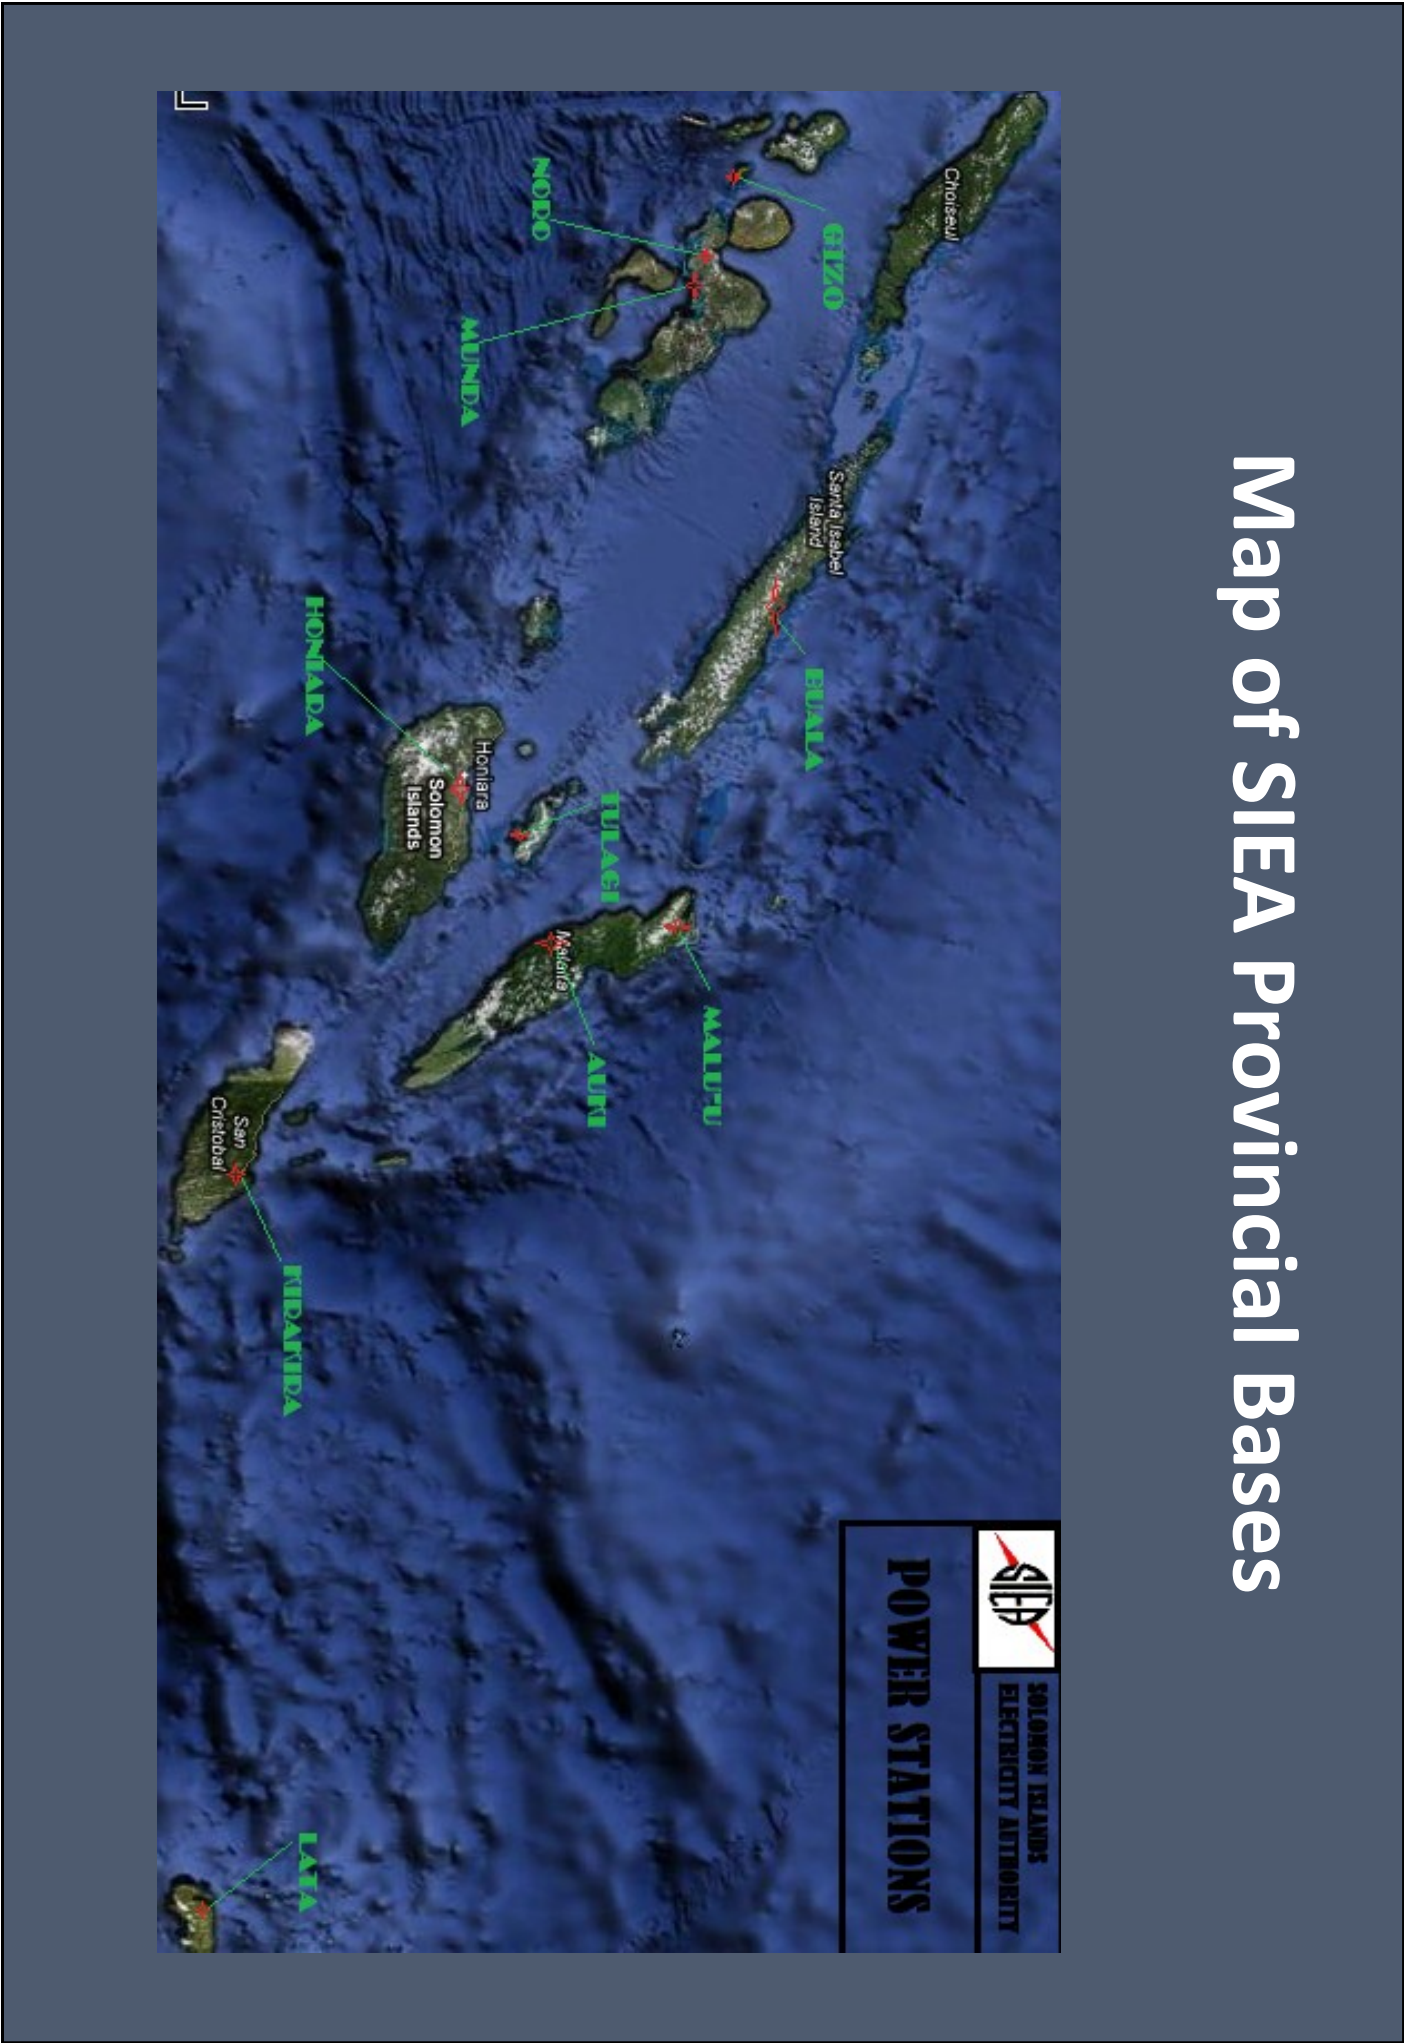 Map of SIEA Provincial Bases
SIEA
SOLOMON ISLANDS
ELECTRICITY AUTHORITY
POWER STATIONS
Choiseul
GIZO
NORO
MUNDA
Santa Isabel
Island
BUALA
HONIARA
Honiara
Solomon
Islands
TULAGI
MALU'U
Malaita
AUKI
San
Cristobal
KIRAKIRA
LATA